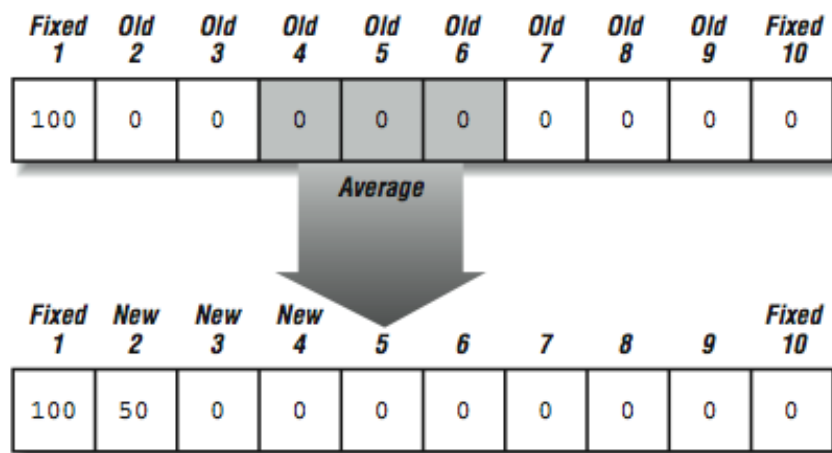 Fixed Old Old Old Old Old Old Old Old Fixed
1 2 3 4 5 6 7 8 9 10
100 0 0 0 0 0 0 0 0 0
Average
Fixed New New New Fixed
1 2 3 4 5 6 7 8 9 10
100 50 0 0 0 0 0 0 0 0